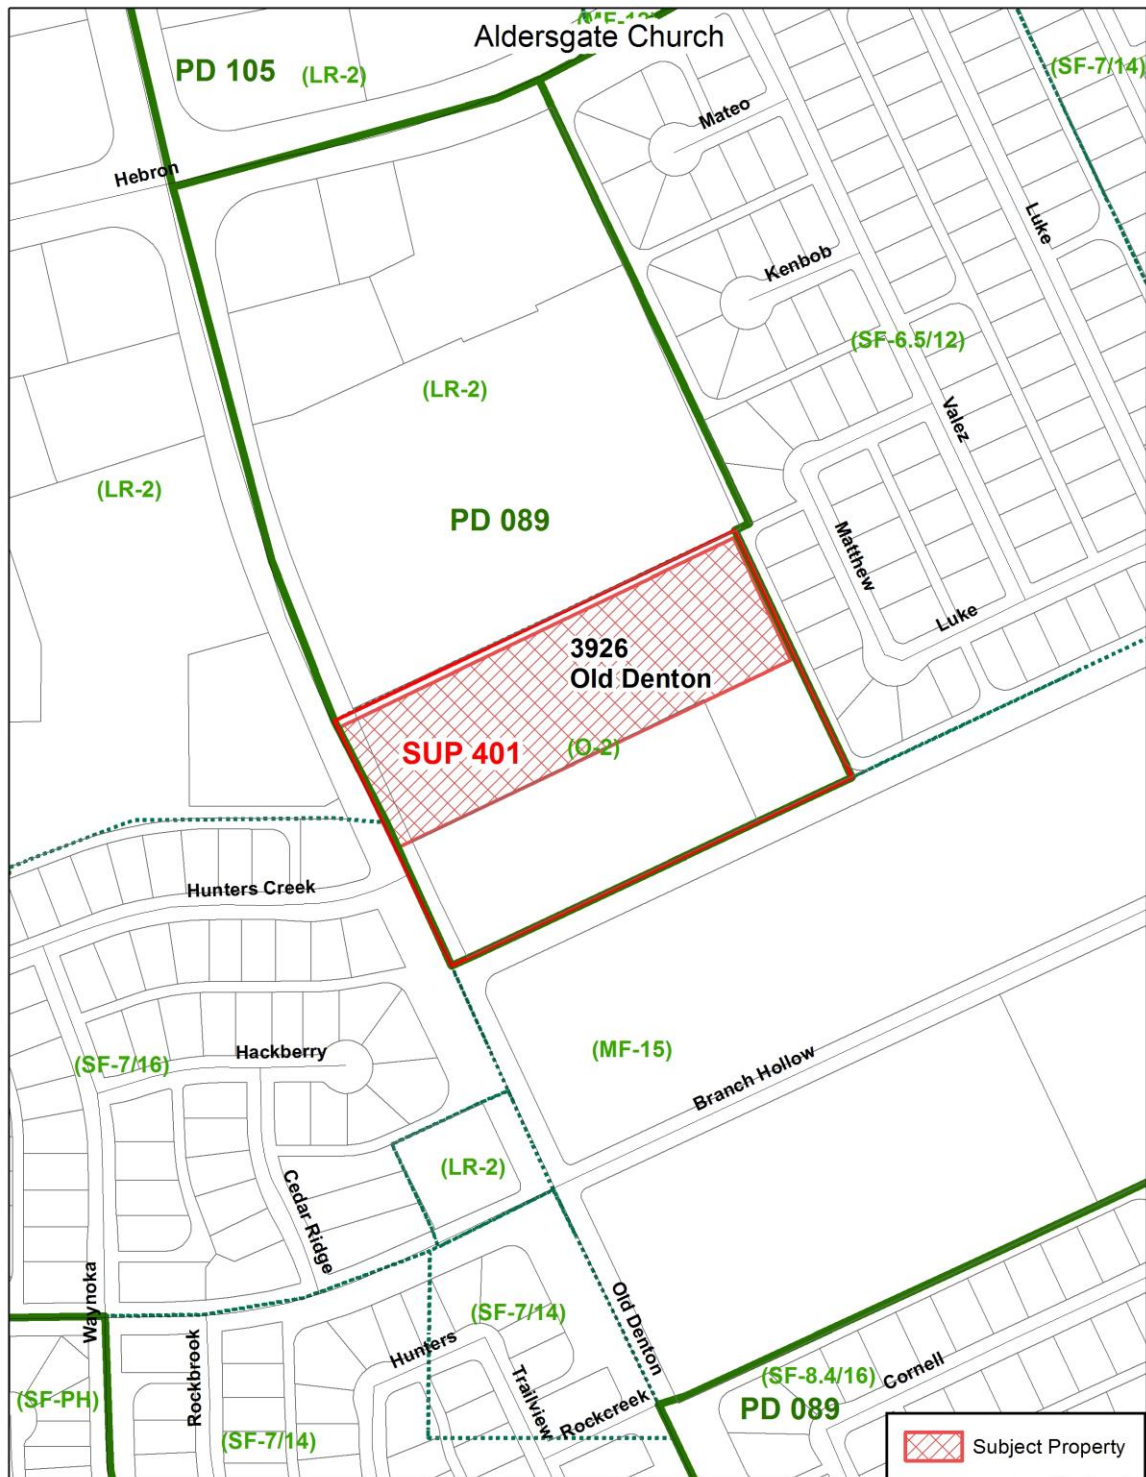 (MF-12)
Aldersgate Church
PD 105 (LR-2)
(SF-7/14)
Mateo
Hebron
Luke
Kenbob
(SF-6.5/12)
(LR-2)
Valez
(LR-2)
PD 089
Matthew
Luke
3926
Old Denton
SUP 401
(O-2)
Hunters Creek
Hackberry
(SF-7/16)
(MF-15)
Branch Hollow
(LR-2)
Cedar Ridge
Waynoka
Old Denton
(SF-7/14)
Hunters
Rockbrook
Trailview
Rockcreek
(SF-8.4/16)
Cornell
(SF-PH)
PD 089
(SF-7/14)
Subject Property